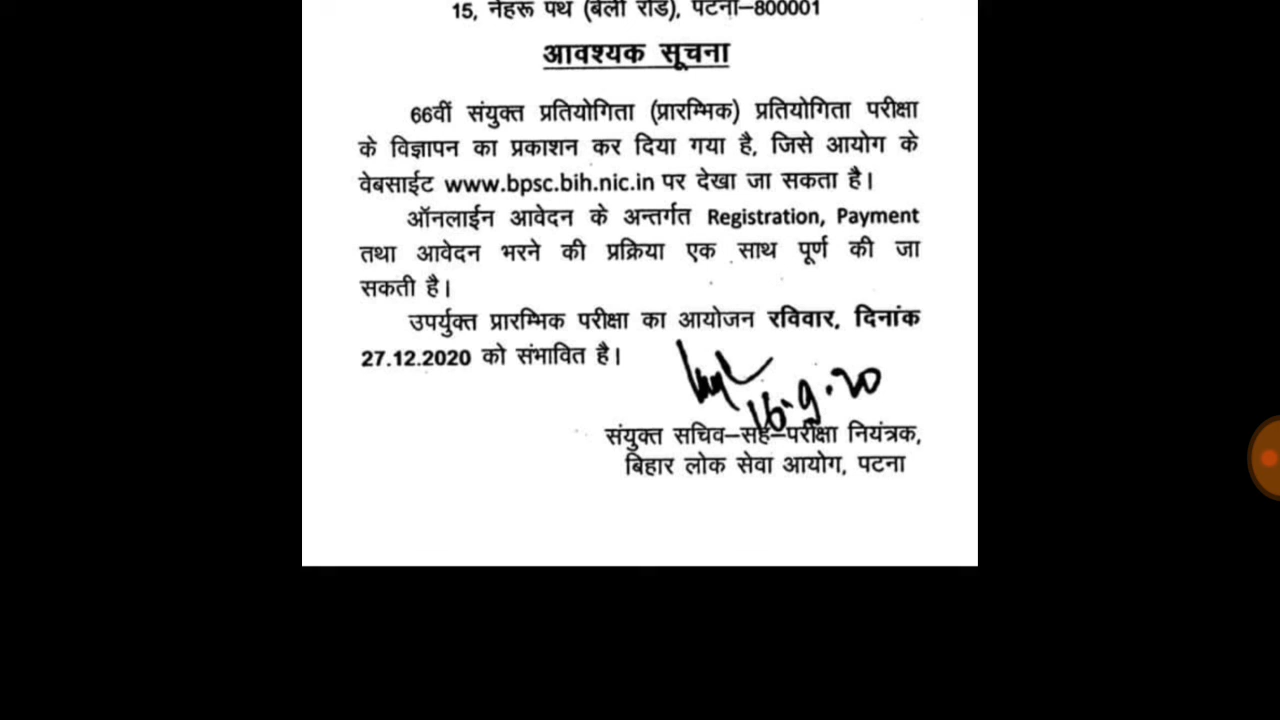 15, नेहरू पथ (बेली रोड), पटना–800001
आवश्यक सूचना
66वीं संयुक्त प्रतियोगिता (प्रारम्भिक) प्रतियोगिता परीक्षा
के विज्ञापन का प्रकाशन कर दिया गया है, जिसे आयोग के
वेबसाईट www.bpsc.bih.nic.in पर देखा जा सकता है।
ऑनलाईन आवेदन के अन्तर्गत Registration, Payment
तथा आवेदन भरने की प्रक्रिया एक साथ पूर्ण की जा
सकती है।
उपर्युक्त प्रारम्भिक परीक्षा का आयोजन रविवार, दिनांक
27.12.2020 को संभावित है।
16.9.20
संयुक्त सचिव–सह–परीक्षा नियंत्रक,
बिहार लोक सेवा आयोग, पटना